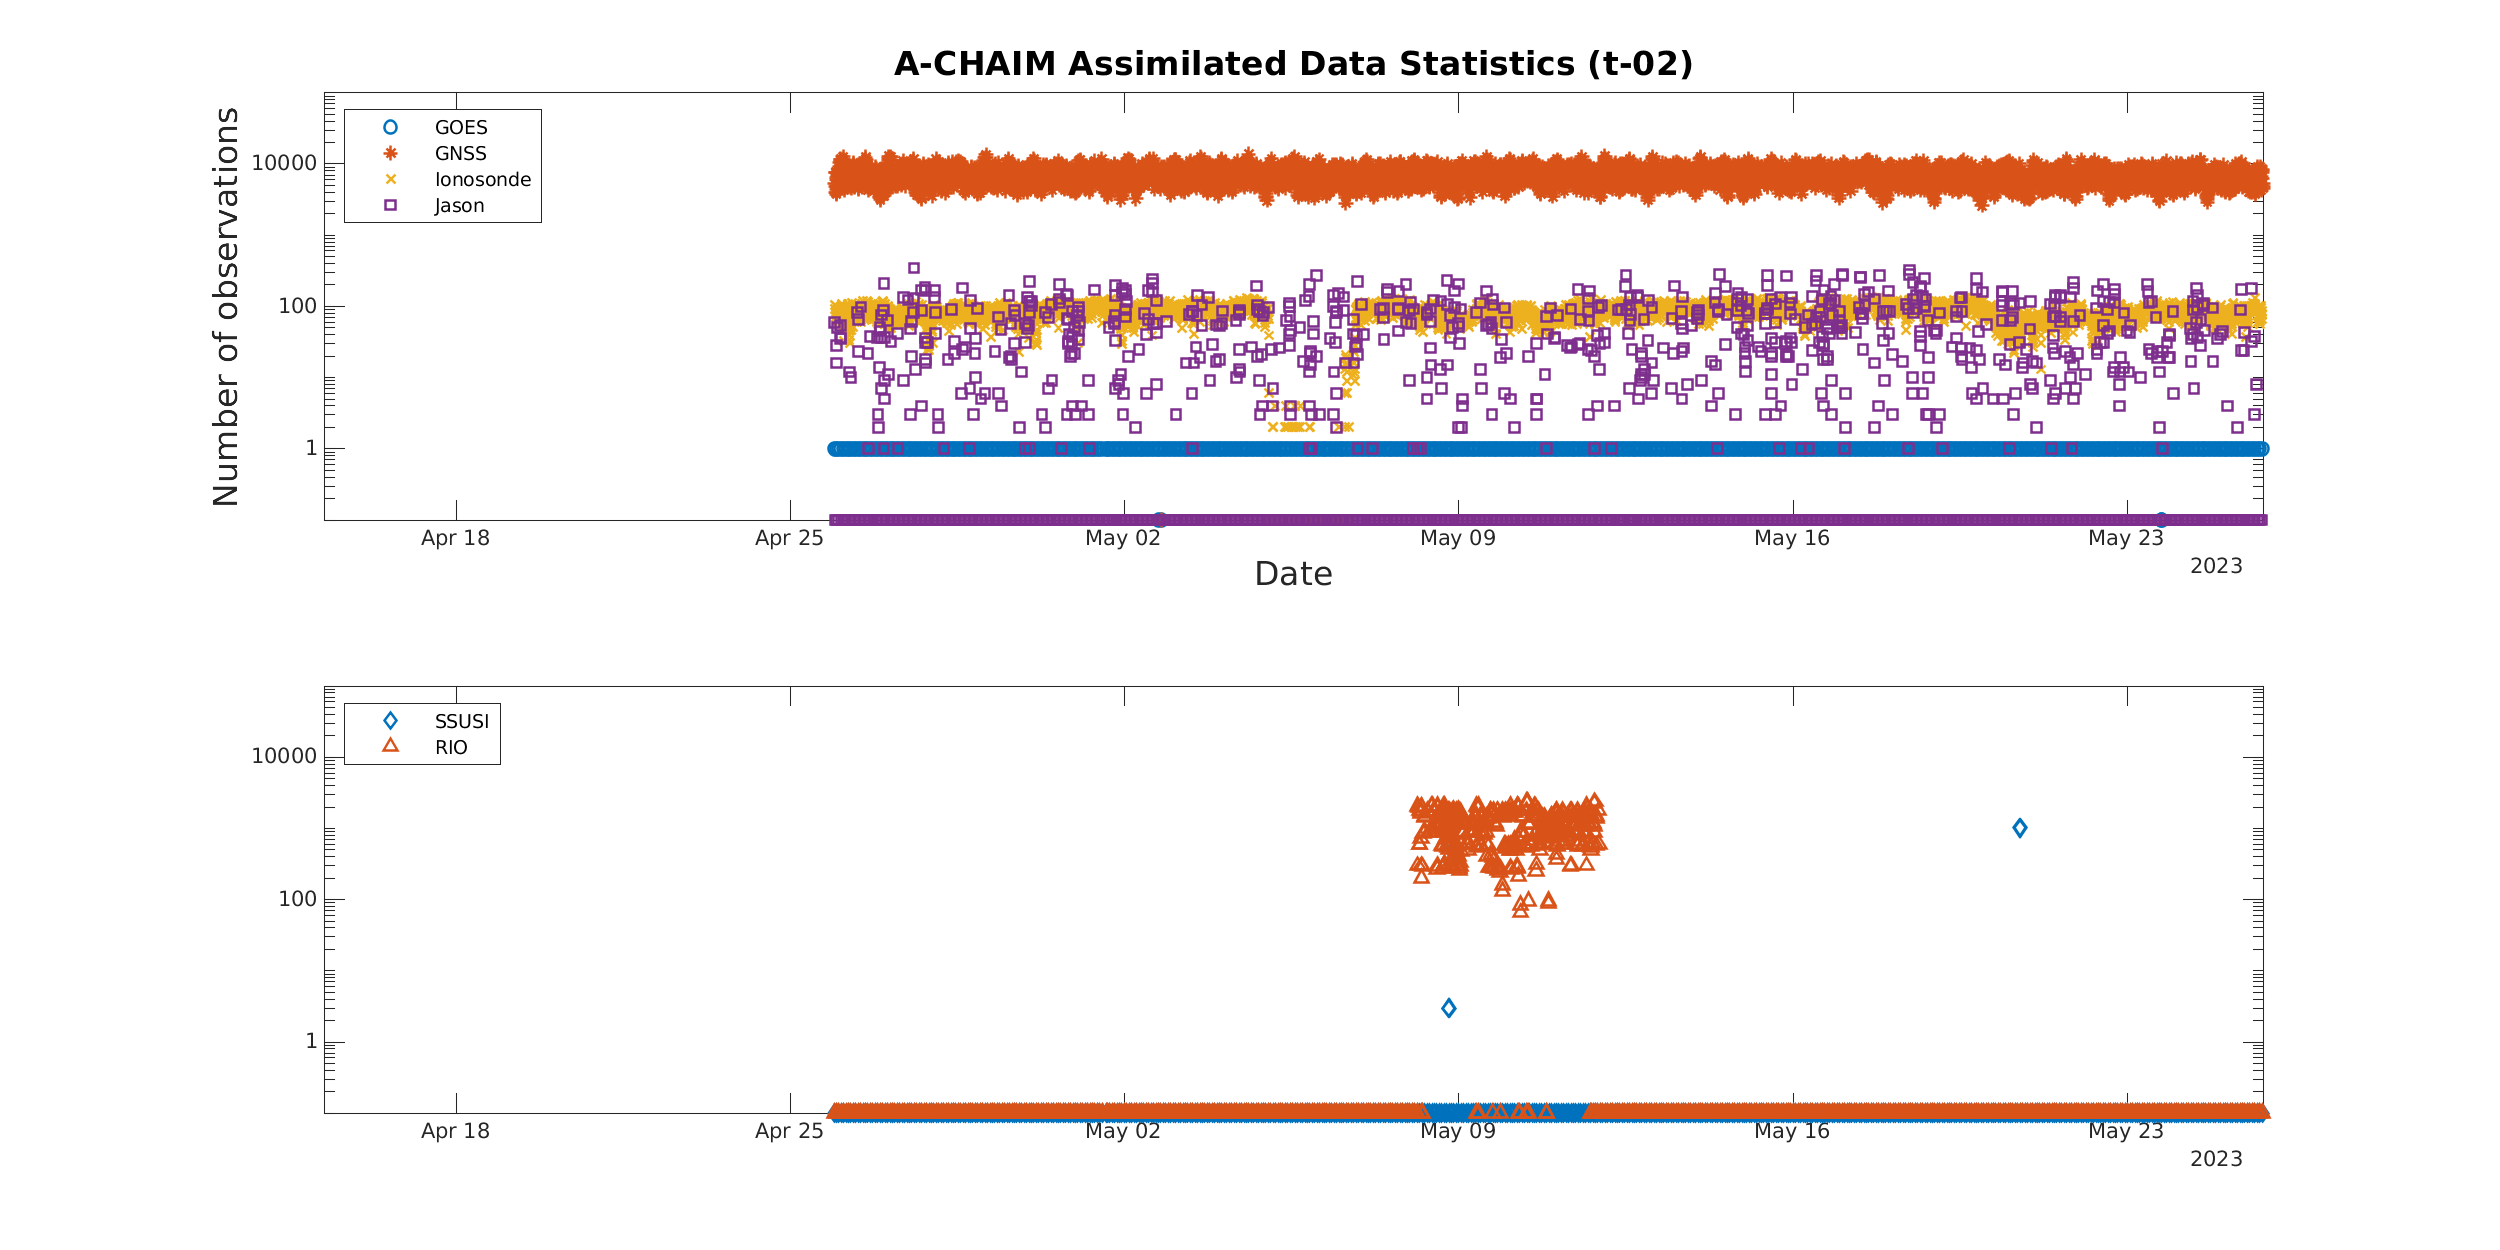 A-CHAIM Assimilated Data Statistics (t-02)
Number of observations
10000
100
1
GOES
GNSS
Ionosonde
Jason
Apr 18
Apr 25
May 02
May 09
May 16
May 23
2023
Date
10000
100
1
SSUSI
RIO
Apr 18
Apr 25
May 02
May 09
May 16
May 23
2023